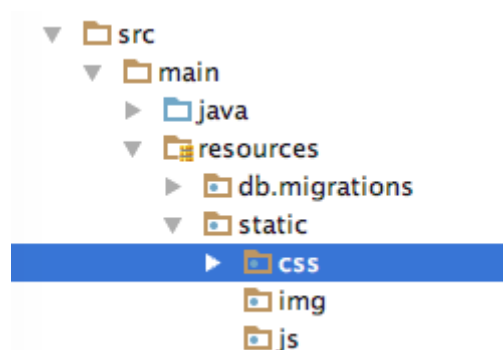 src
main
java
resources
db.migrations
static
css
img
js